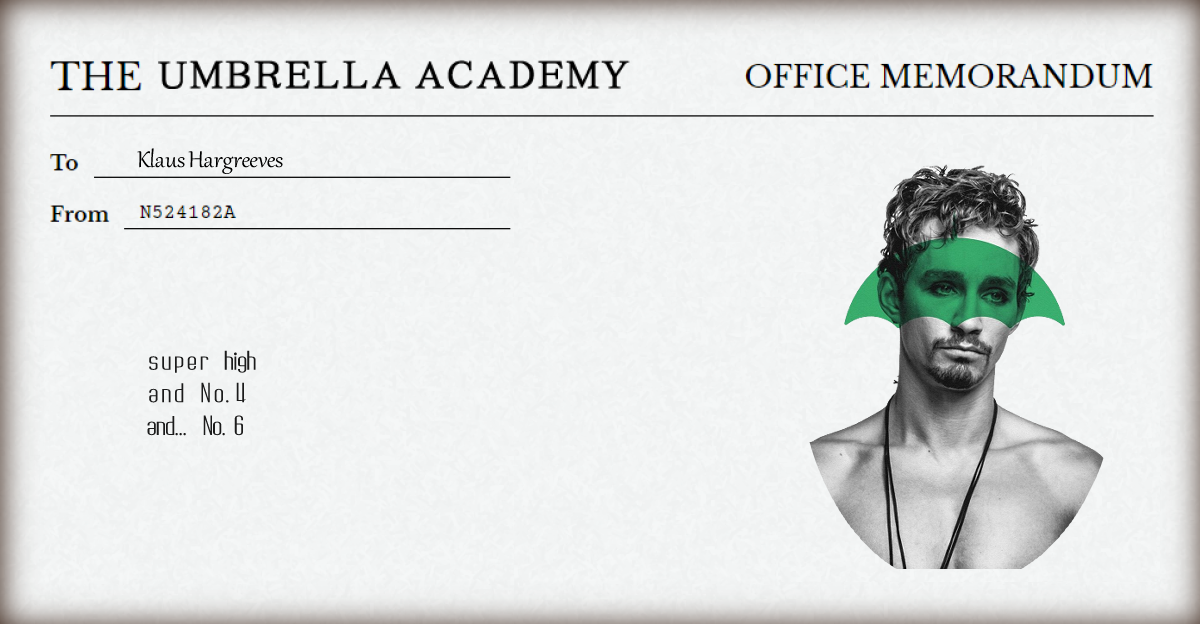 THE UMBRELLA ACADEMY OFFICE MEMORANDUM
To Klaus Hargreeves
From N524182A
super high
and No. 4
and... No. 6